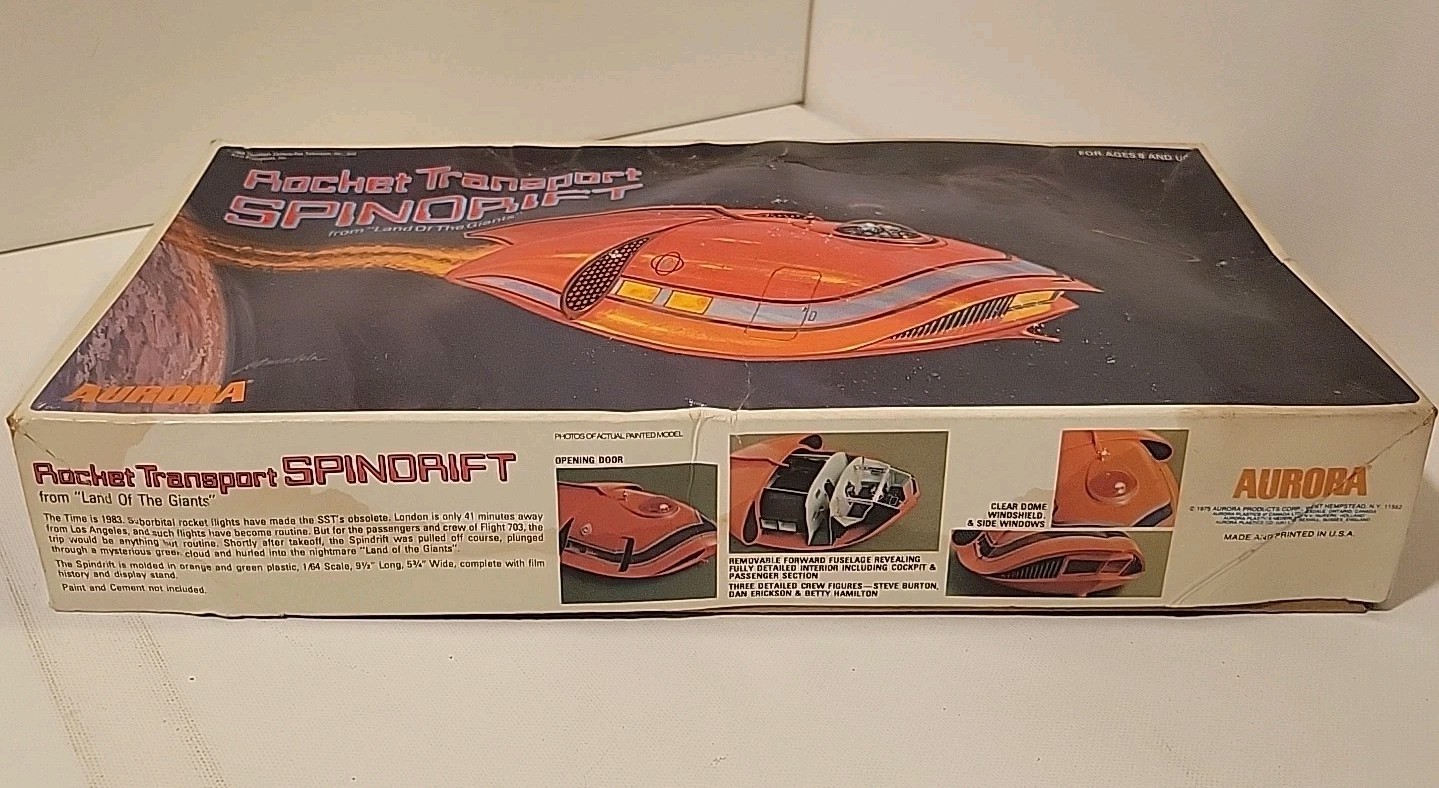 FOR AGES 8 AND
Rocket Transport
SPINDRIFT
from "Land Of The Giants"
AURORA
Rocket Transport SPINDRIFT
from "Land Of The Giants"
The Time is 1983. Suborbital rocket flights have made the SST's obsolete. London is only 41 minutes away
from Los Angeles, and such flights have become routine. But for the passengers and crew of Flight 703, the
trip would be anything but routine. Shortly after takeoff, the Spindrift was pulled off course, plunged
through a mysterious green cloud and hurled into the nightmare "Land of the Giants".
The Spindrift is molded in orange and green plastic, 1/64 Scale, 9½" Long, 5¾" Wide, complete with film
history and display stand.
Paint and Cement not included.
PHOTOS OF ACTUAL PAINTED MODEL
OPENING DOOR
REMOVABLE FORWARD FUSELAGE REVEALING
FULLY DETAILED INTERIOR INCLUDING COCKPIT &
PASSENGER SECTION
THREE DETAILED CREW FIGURES—STEVE BURTON,
DAN ERICKSON & BETTY HAMILTON
CLEAR DOME
WINDSHIELD,
& SIDE WINDOWS
AURORA
© 1975 AURORA PRODUCTS CORP., WEST HEMPSTEAD, N.Y. 11552
MADE AND PRINTED IN U.S.A.